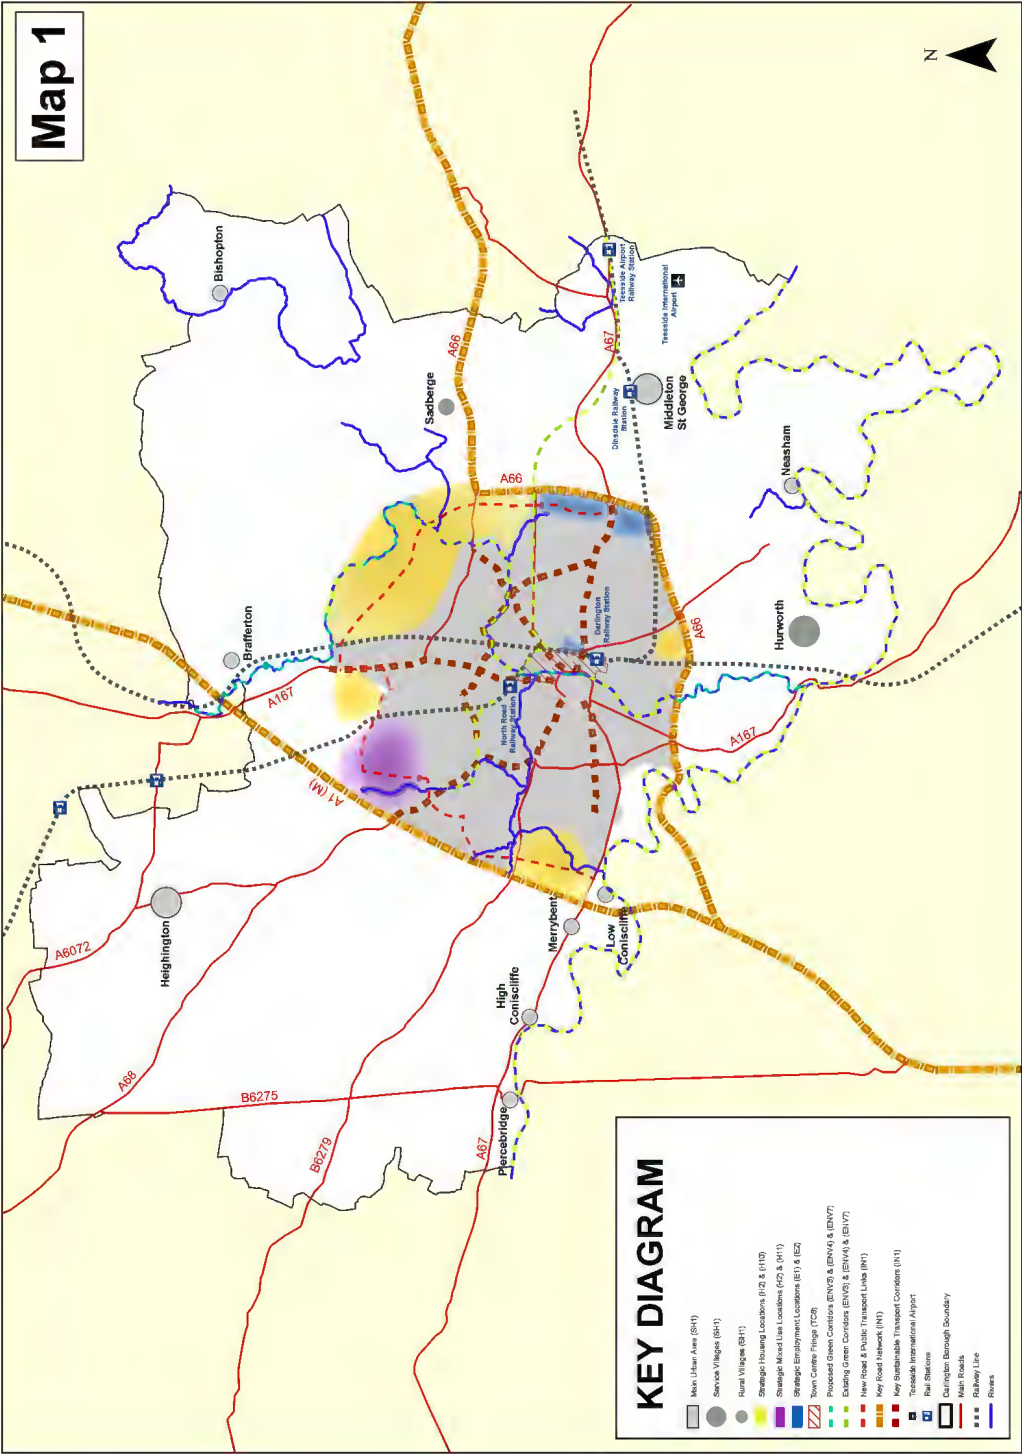 Map 1
N
Bishopton
Teesside Airport
Railway Station
Teesside International
Airport
A66
A67
Sadberge
Dinsdale Railway
Station
Middleton
St George
A66
Neasham
Brafferton
A167
Darlington
Railway Station
North Road
Railway Station
A66
Hurworth
A167
A1 (M)
Heighington
A6072
Merrybent
Low
Coniscliffe
High
Coniscliffe
A68
B6275
B6279
A67
Piercebridge
KEY DIAGRAM
Main Urban Area (SH1)
Service Villages (SH1)
Rural Villages (SH1)
Strategic Housing Locations (H2) & (H10)
Strategic Mixed Use Locations (H2) & (H11)
Strategic Employment Locations (E1) & (E2)
Town Centre Fringe (TC6)
Proposed Green Corridors (ENV3) & (ENV4) & (ENV7)
Existing Green Corridors (ENV3) & (ENV4) & (ENV7)
New Road & Public Transport Links (IN1)
Key Road Network (IN1)
Key Sustainable Transport Corridors (IN1)
Teesside International Airport
Rail Stations
Darlington Borough Boundary
Main Roads
Railway Line
Rivers